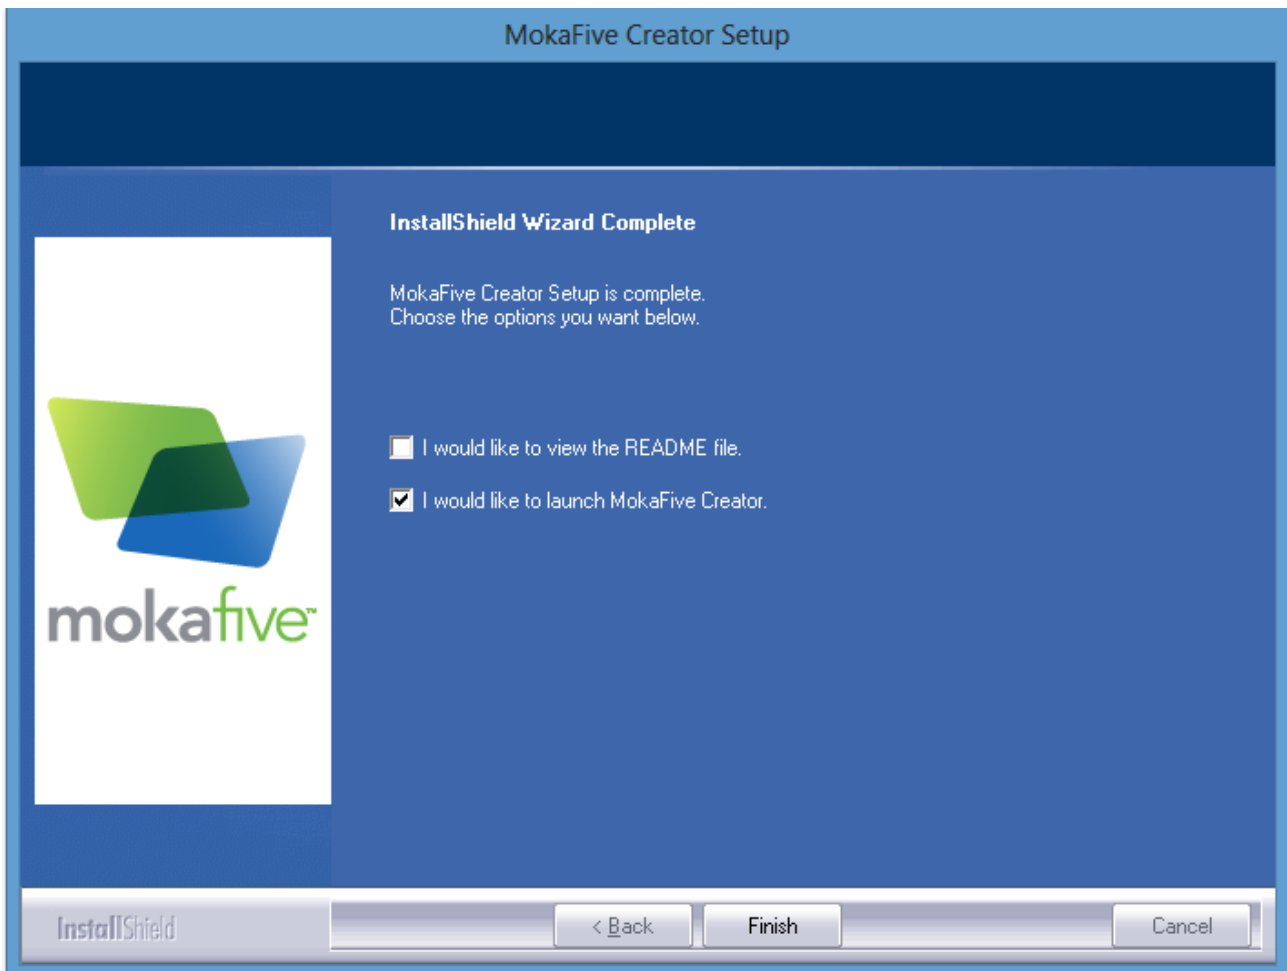 MokaFive Creator Setup
InstallShield Wizard Complete
MokaFive Creator Setup is complete.
Choose the options you want below.
I would like to view the README file.
I would like to launch MokaFive Creator.
mokafive™
InstallShield
< Back
Finish
Cancel